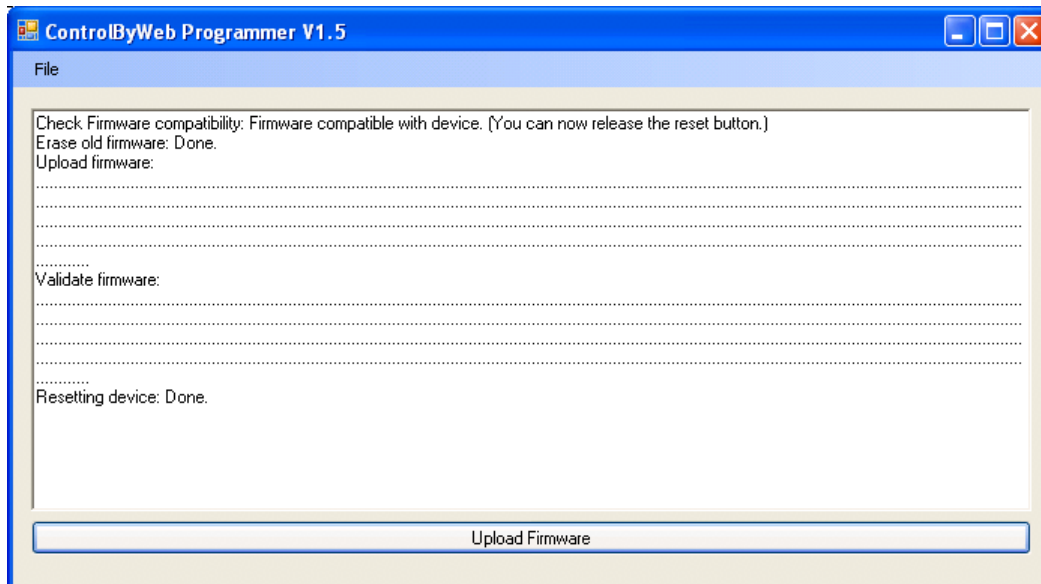 ControlByWeb Programmer V1.5
File
Check Firmware compatibility: Firmware compatible with device. (You can now release the reset button.)
Erase old firmware: Done.
Upload firmware:
................................................................................................................................................................................................................................
................................................................................................................................................................................................................................
................................................................................................................................................................................................................................
................................................................................................................................................................................................................................
............
Validate firmware:
................................................................................................................................................................................................................................
................................................................................................................................................................................................................................
................................................................................................................................................................................................................................
................................................................................................................................................................................................................................
............
Resetting device: Done.
Upload Firmware